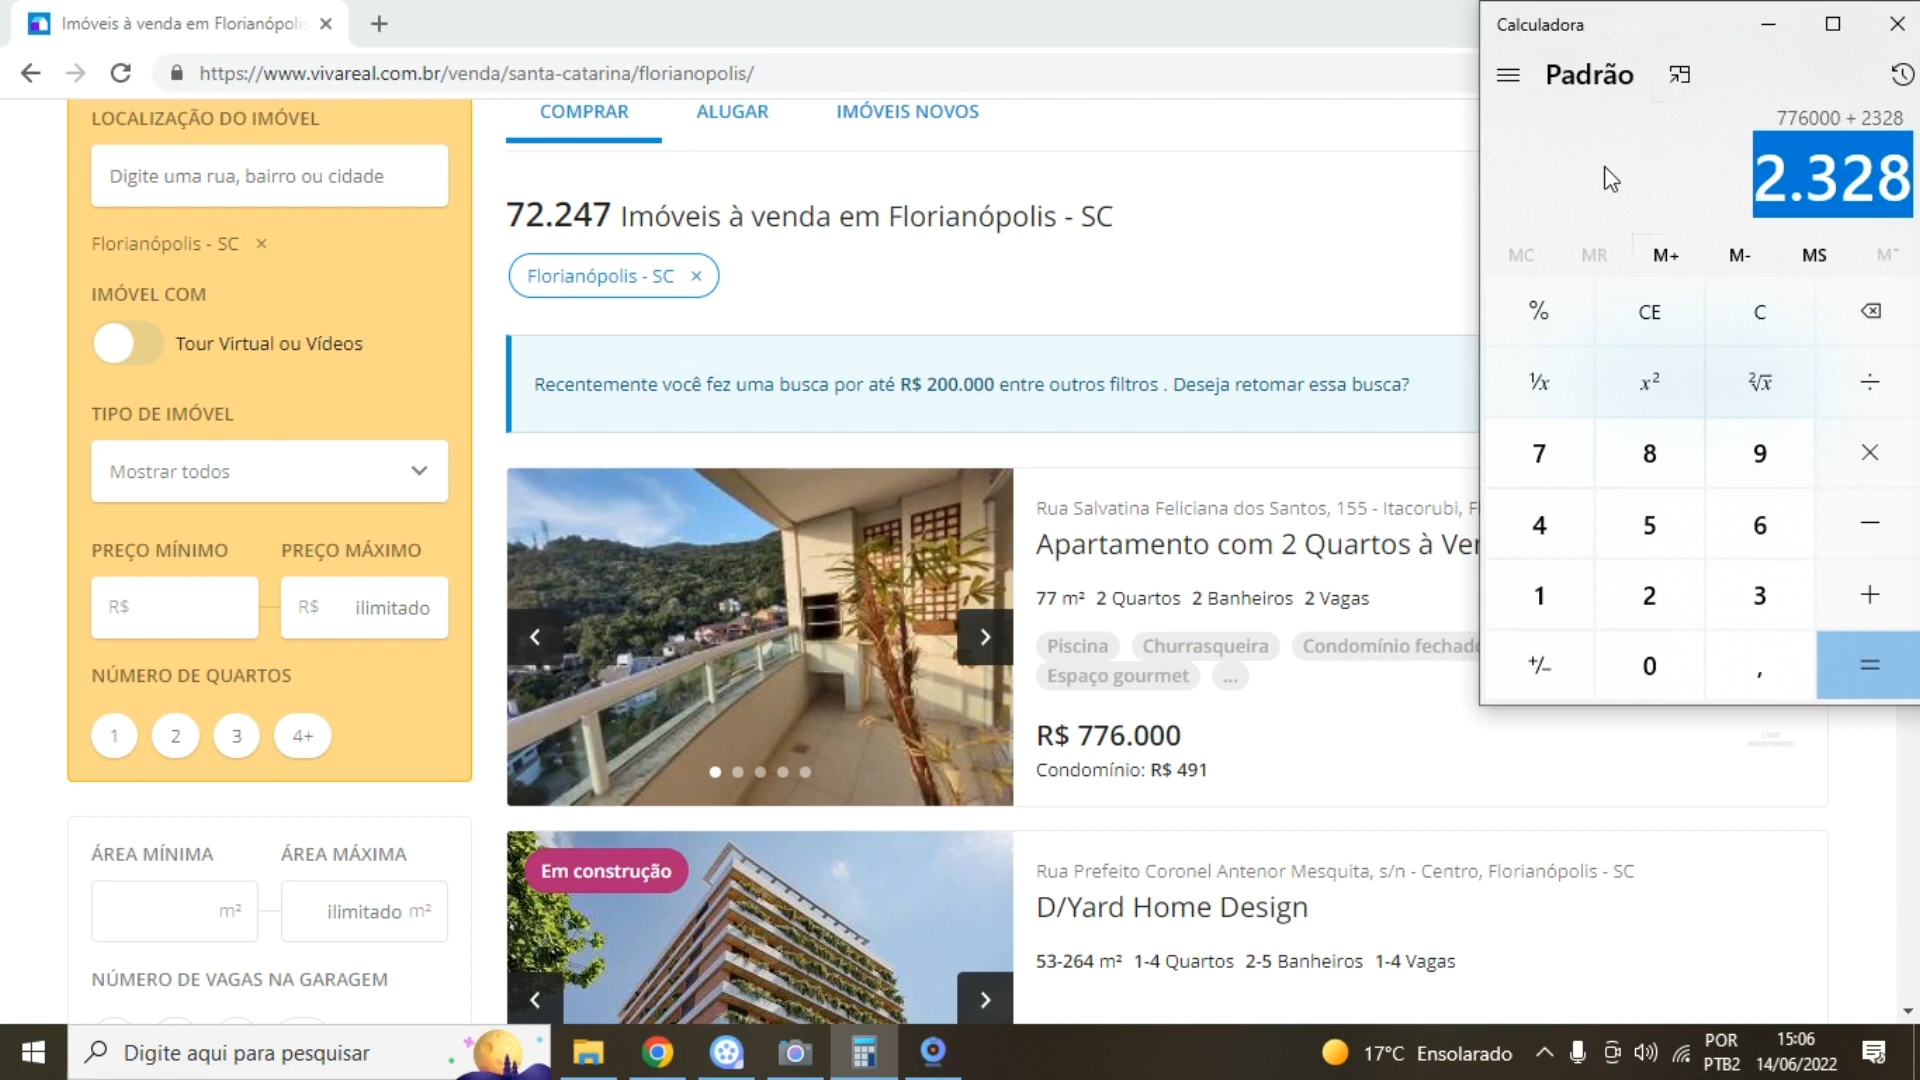 Imóveis à venda em Florianópoli
https://www.vivareal.com.br/venda/santa-catarina/florianopolis/
LOCALIZAÇÃO DO IMÓVEL
Digite uma rua, bairro ou cidade
Florianópolis - SC ×
IMÓVEL COM
Tour Virtual ou Vídeos
TIPO DE IMÓVEL
Mostrar todos
PREÇO MÍNIMO PREÇO MÁXIMO
R$ R$ ilimitado
NÚMERO DE QUARTOS
1 2 3 4+
ÁREA MÍNIMA ÁREA MÁXIMA
m² ilimitado m²
NÚMERO DE VAGAS NA GARAGEM
COMPRAR ALUGAR IMÓVEIS NOVOS
72.247 Imóveis à venda em Florianópolis - SC
Florianópolis - SC ×
Recentemente você fez uma busca por até R$ 200.000 entre outros filtros . Deseja retomar essa busca?
Rua Salvatina Feliciana dos Santos, 155 - Itacorubi, F
Apartamento com 2 Quartos à Ver
77 m² 2 Quartos 2 Banheiros 2 Vagas
Piscina Churrasqueira Condomínio fechado
Espaço gourmet ...
R$ 776.000
Condomínio: R$ 491
Em construção
Rua Prefeito Coronel Antenor Mesquita, s/n - Centro, Florianópolis - SC
D/Yard Home Design
53-264 m² 1-4 Quartos 2-5 Banheiros 1-4 Vagas
Calculadora
Padrão
776000 + 2328
2.328
MC MR M+ M- MS M˅
% CE C
¹/x x² ²√x ÷
7 8 9 ×
4 5 6 −
1 2 3 +
+/− 0 , =
Digite aqui para pesquisar
17°C Ensolarado
POR
PTB2
15:06
14/06/2022